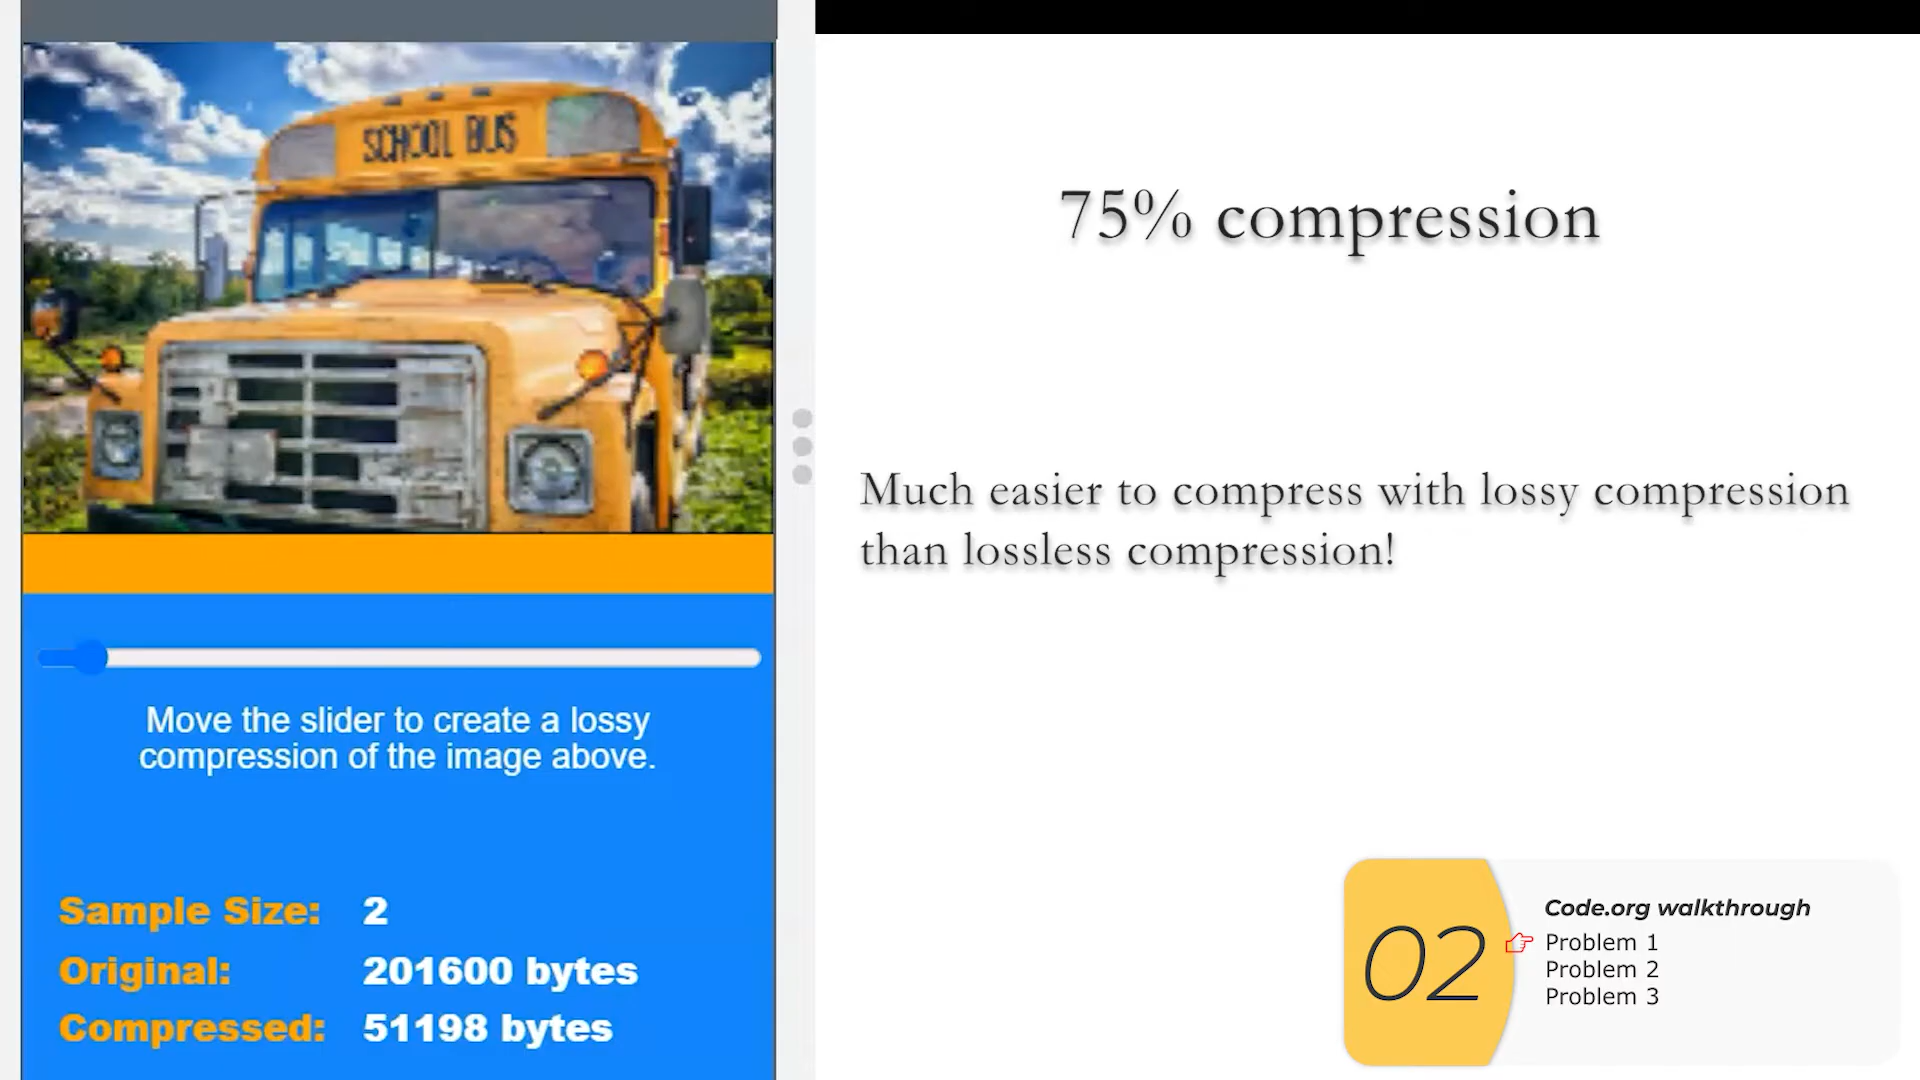 SCHOOL BUS
Move the slider to create a lossy
compression of the image above.
Sample Size: 2
Original: 201600 bytes
Compressed: 51198 bytes
75% compression
Much easier to compress with lossy compression
than lossless compression!
02
Code.org walkthrough
Problem 1
Problem 2
Problem 3